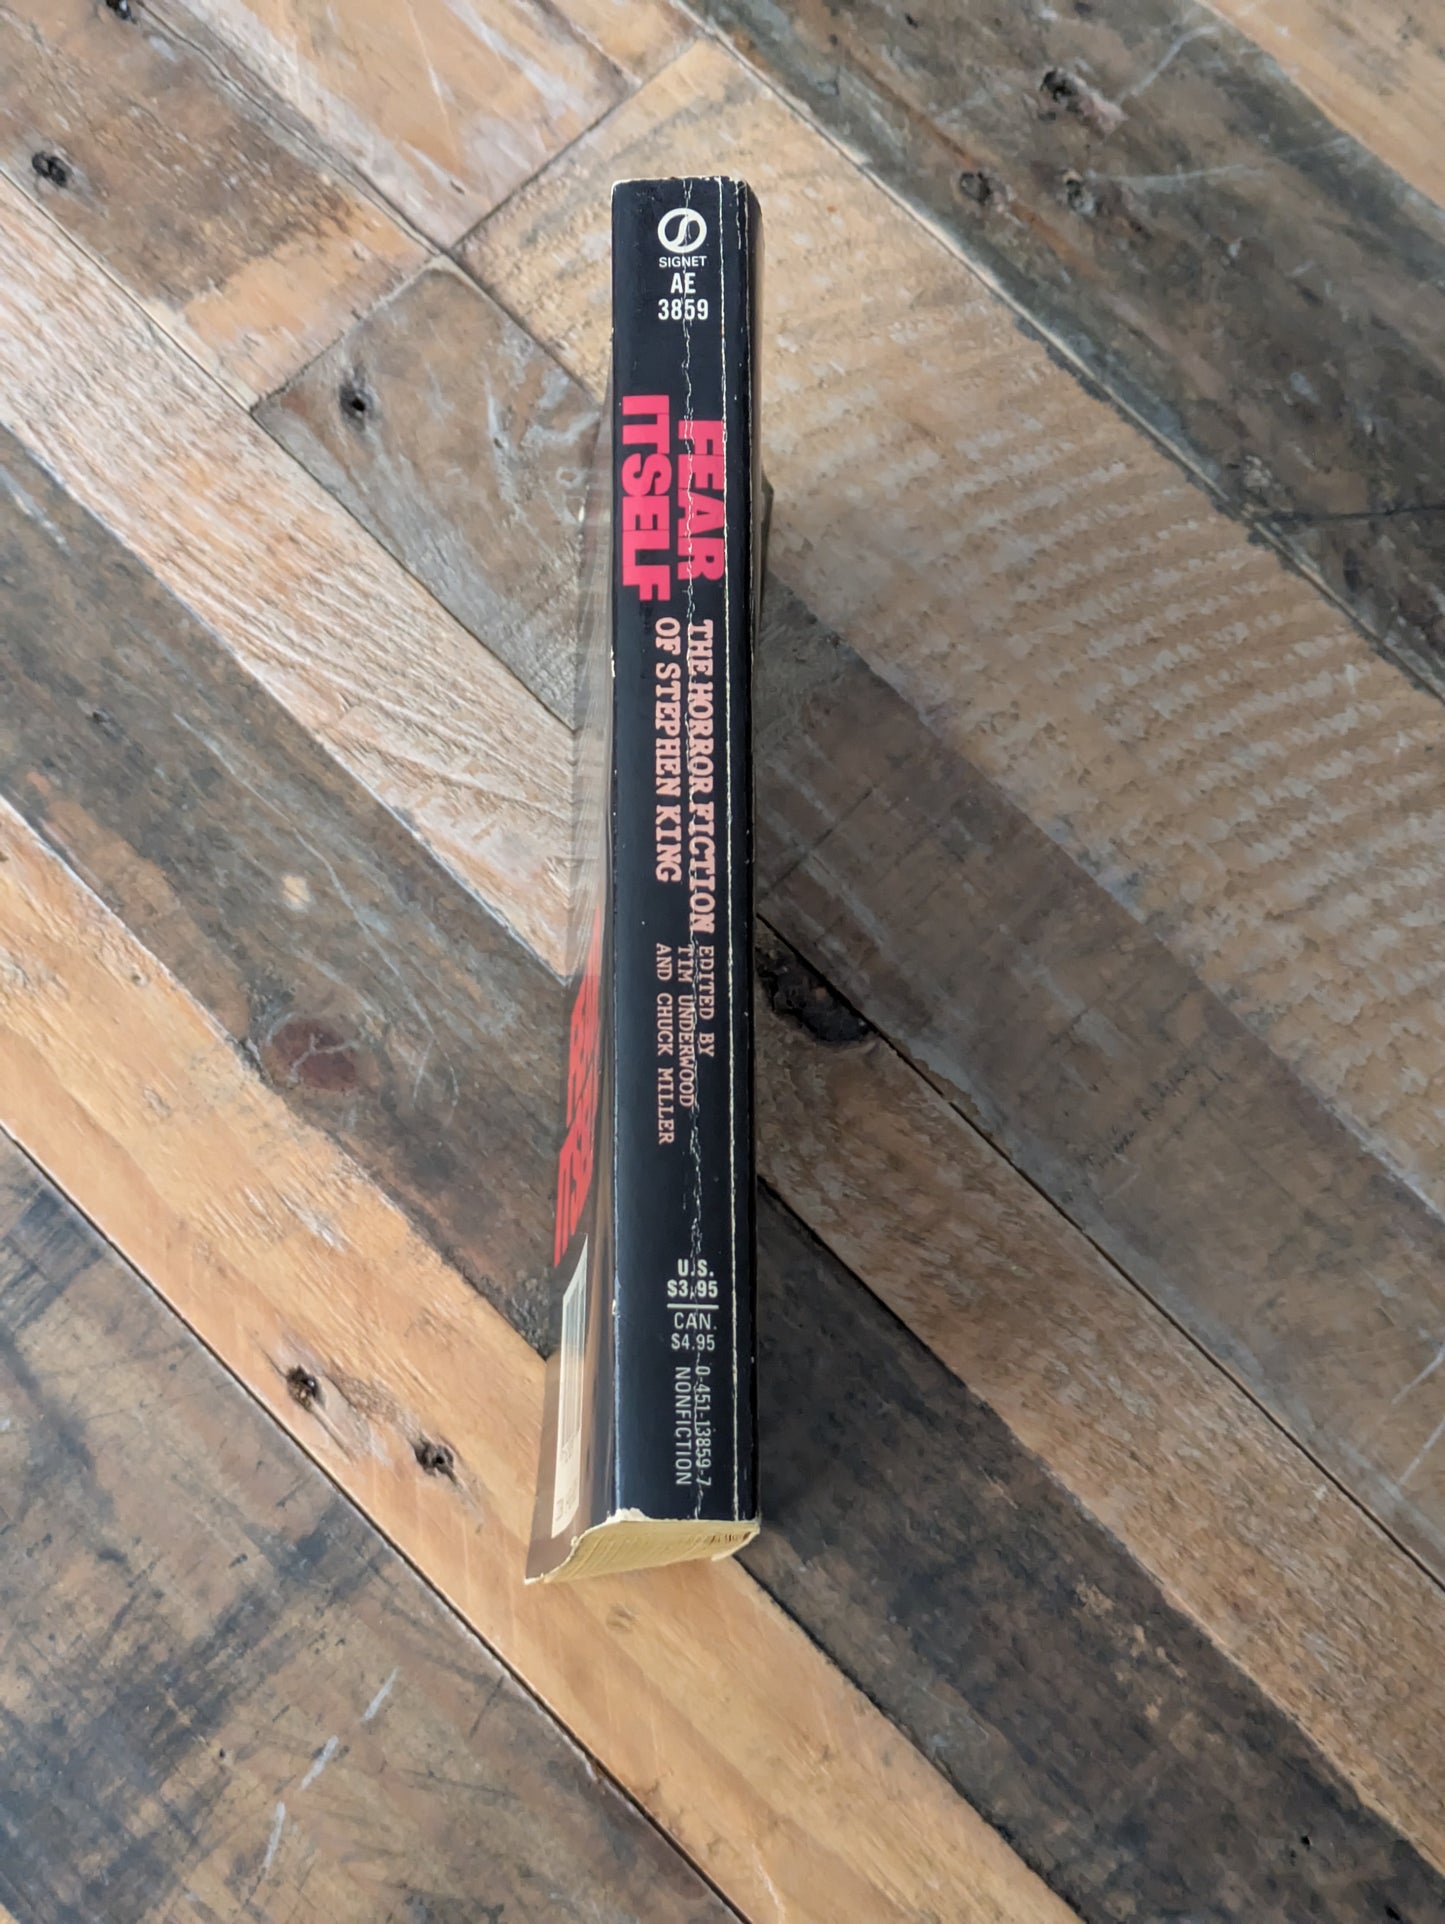 SIGNET
AE
3859
FEAR
ITSELF
THE HORROR FICTION
OF STEPHEN KING
EDITED BY
TIM UNDERWOOD
AND CHUCK MILLER
U.S.
$3.95
CAN.
$4.95
0-451-13859-7
NONFICTION